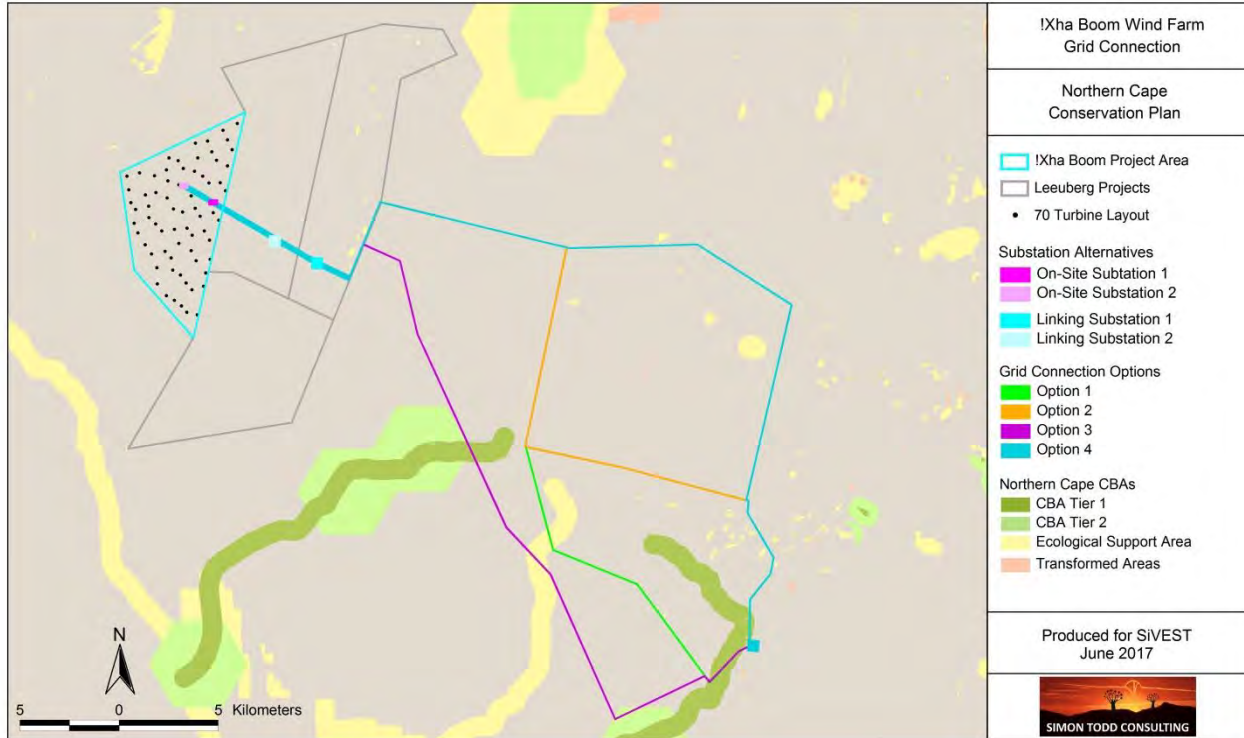 !Xha Boom Wind Farm
Grid Connection
Northern Cape
Conservation Plan
!Xha Boom Project Area
Leeuberg Projects
70 Turbine Layout
Substation Alternatives
On-Site Subtation 1
On-Site Substation 2
Linking Substation 1
Linking Substation 2
Grid Connection Options
Option 1
Option 2
Option 3
Option 4
Northern Cape CBAs
CBA Tier 1
CBA Tier 2
Ecological Support Area
Transformed Areas
Produced for SiVEST
June 2017
SIMON TODD CONSULTING
N
5 0 5 Kilometers